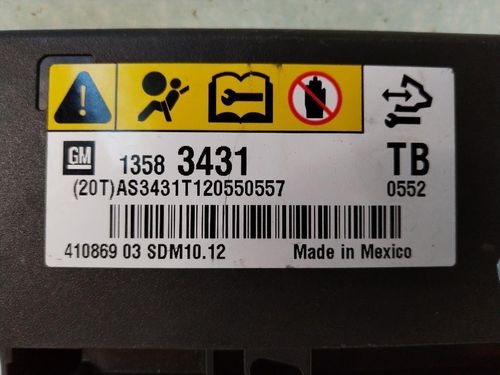 GM 1358 3431 TB
(20T)AS3431T120550557 0552
410869 03 SDM10.12 Made in Mexico